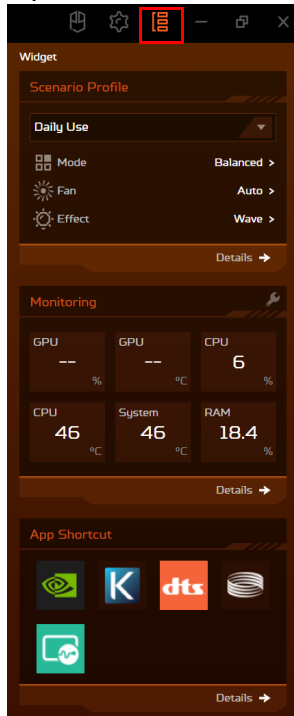 Widget
Scenario Profile
Daily Use
Mode Balanced >
Fan Auto >
Effect Wave >
Details →
Monitoring
GPU GPU CPU
-- -- 6
% °C %
CPU System RAM
46 46 18.4
°C °C %
Details →
App Shortcut
K dts
Details →